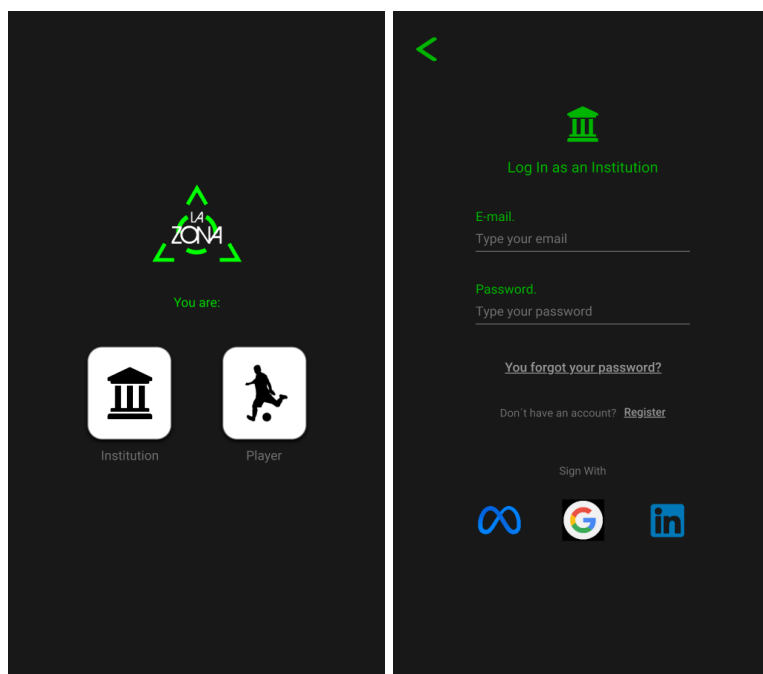 LA
ZONA
You are:
Institution
Player
Log In as an Institution
E-mail.
Type your email
Password.
Type your password
You forgot your password?
Don´t have an account? Register
Sign With
G
in